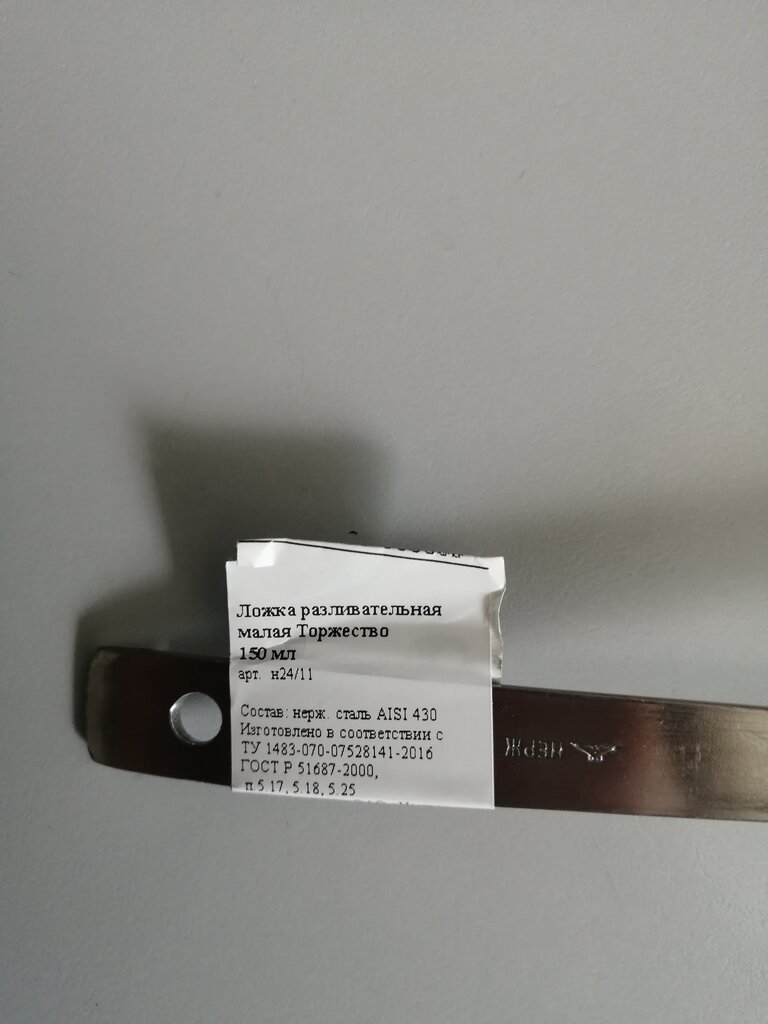 Ложка разливательная
малая Торжество
150 мл
арт. н24/11
Состав: нерж. сталь AISI 430
Изготовлено в соответствии с
ТУ 1483-070-07528141-2016
ГОСТ Р 51687-2000,
п.5.17, 5.18, 5.25
НЕРЖ